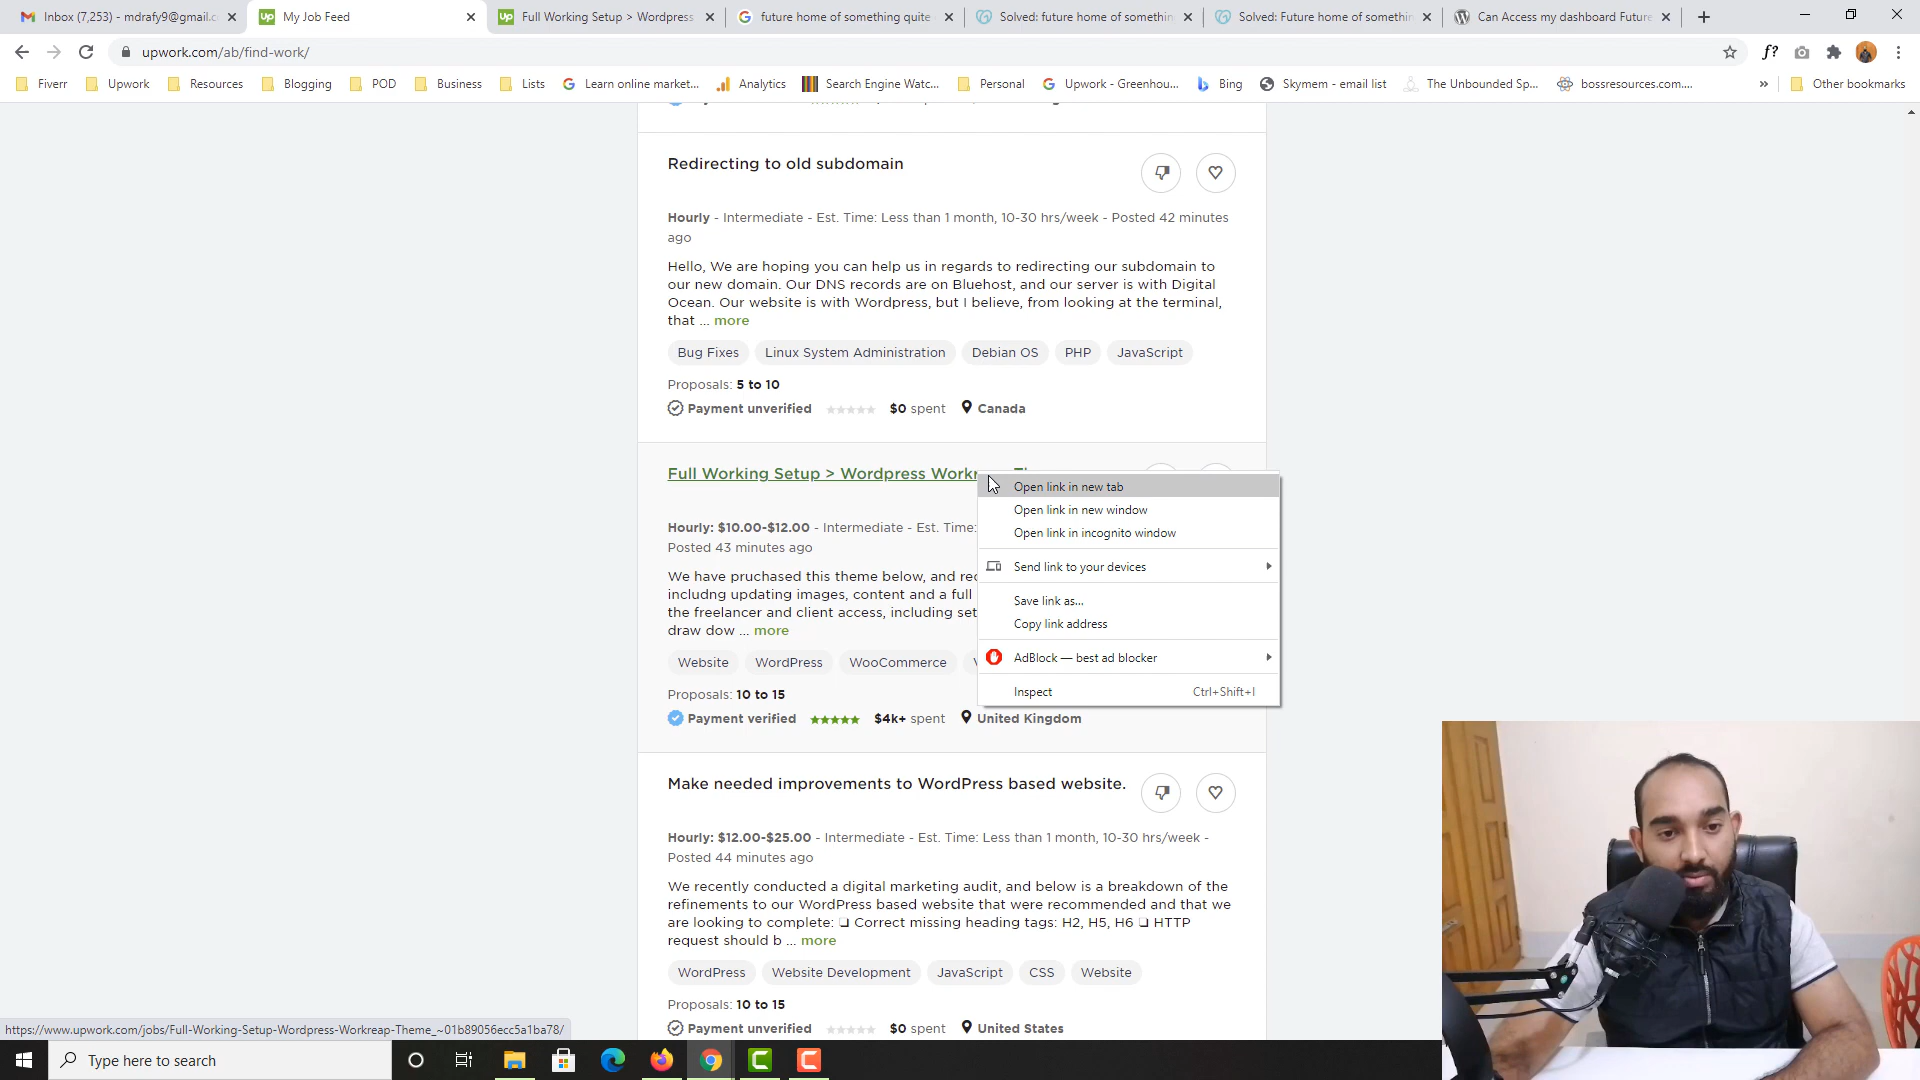 Inbox (7,253) - mdrafy9@gmail.c
My Job Feed
Full Working Setup > Wordpress
future home of something quite
Solved: future home of somethin
Solved: Future home of somethin
Can Access my dashboard Future
upwork.com/ab/find-work/
f?
Fiverr
Upwork
Resources
Blogging
POD
Business
Lists
Learn online market...
Analytics
Search Engine Watc...
Personal
Upwork - Greenhou...
Bing
Skymem - email list
The Unbounded Sp...
bossresources.com....
»
Other bookmarks
Redirecting to old subdomain
Hourly - Intermediate - Est. Time: Less than 1 month, 10-30 hrs/week - Posted 42 minutes
ago
Hello, We are hoping you can help us in regards to redirecting our subdomain to
our new domain. Our DNS records are on Bluehost, and our server is with Digital
Ocean. Our website is with Wordpress, but I believe, from looking at the terminal,
that ... more
Bug Fixes
Linux System Administration
Debian OS
PHP
JavaScript
Proposals: 5 to 10
Payment unverified
$0 spent
Canada
Full Working Setup > Wordpress Workr
Hourly: $10.00-$12.00 - Intermediate - Est. Time:
Posted 43 minutes ago
We have pruchased this theme below, and rec
includng updating images, content and a full
the freelancer and client access, including set
draw dow ... more
Website
WordPress
WooCommerce
Proposals: 10 to 15
Payment verified
$4k+ spent
United Kingdom
Open link in new tab
Open link in new window
Open link in incognito window
Send link to your devices
Save link as...
Copy link address
AdBlock — best ad blocker
Inspect Ctrl+Shift+I
Make needed improvements to WordPress based website.
Hourly: $12.00-$25.00 - Intermediate - Est. Time: Less than 1 month, 10-30 hrs/week -
Posted 44 minutes ago
We recently conducted a digital marketing audit, and below is a breakdown of the
refinements to our WordPress based website that were recommended and that we
are looking to complete: ❏ Correct missing heading tags: H2, H5, H6 ❏ HTTP
request should b ... more
WordPress
Website Development
JavaScript
CSS
Website
Proposals: 10 to 15
Payment unverified
$0 spent
United States
https://www.upwork.com/jobs/Full-Working-Setup-Wordpress-Workreap-Theme_~01b89056ecc5a1ba78/
Type here to search